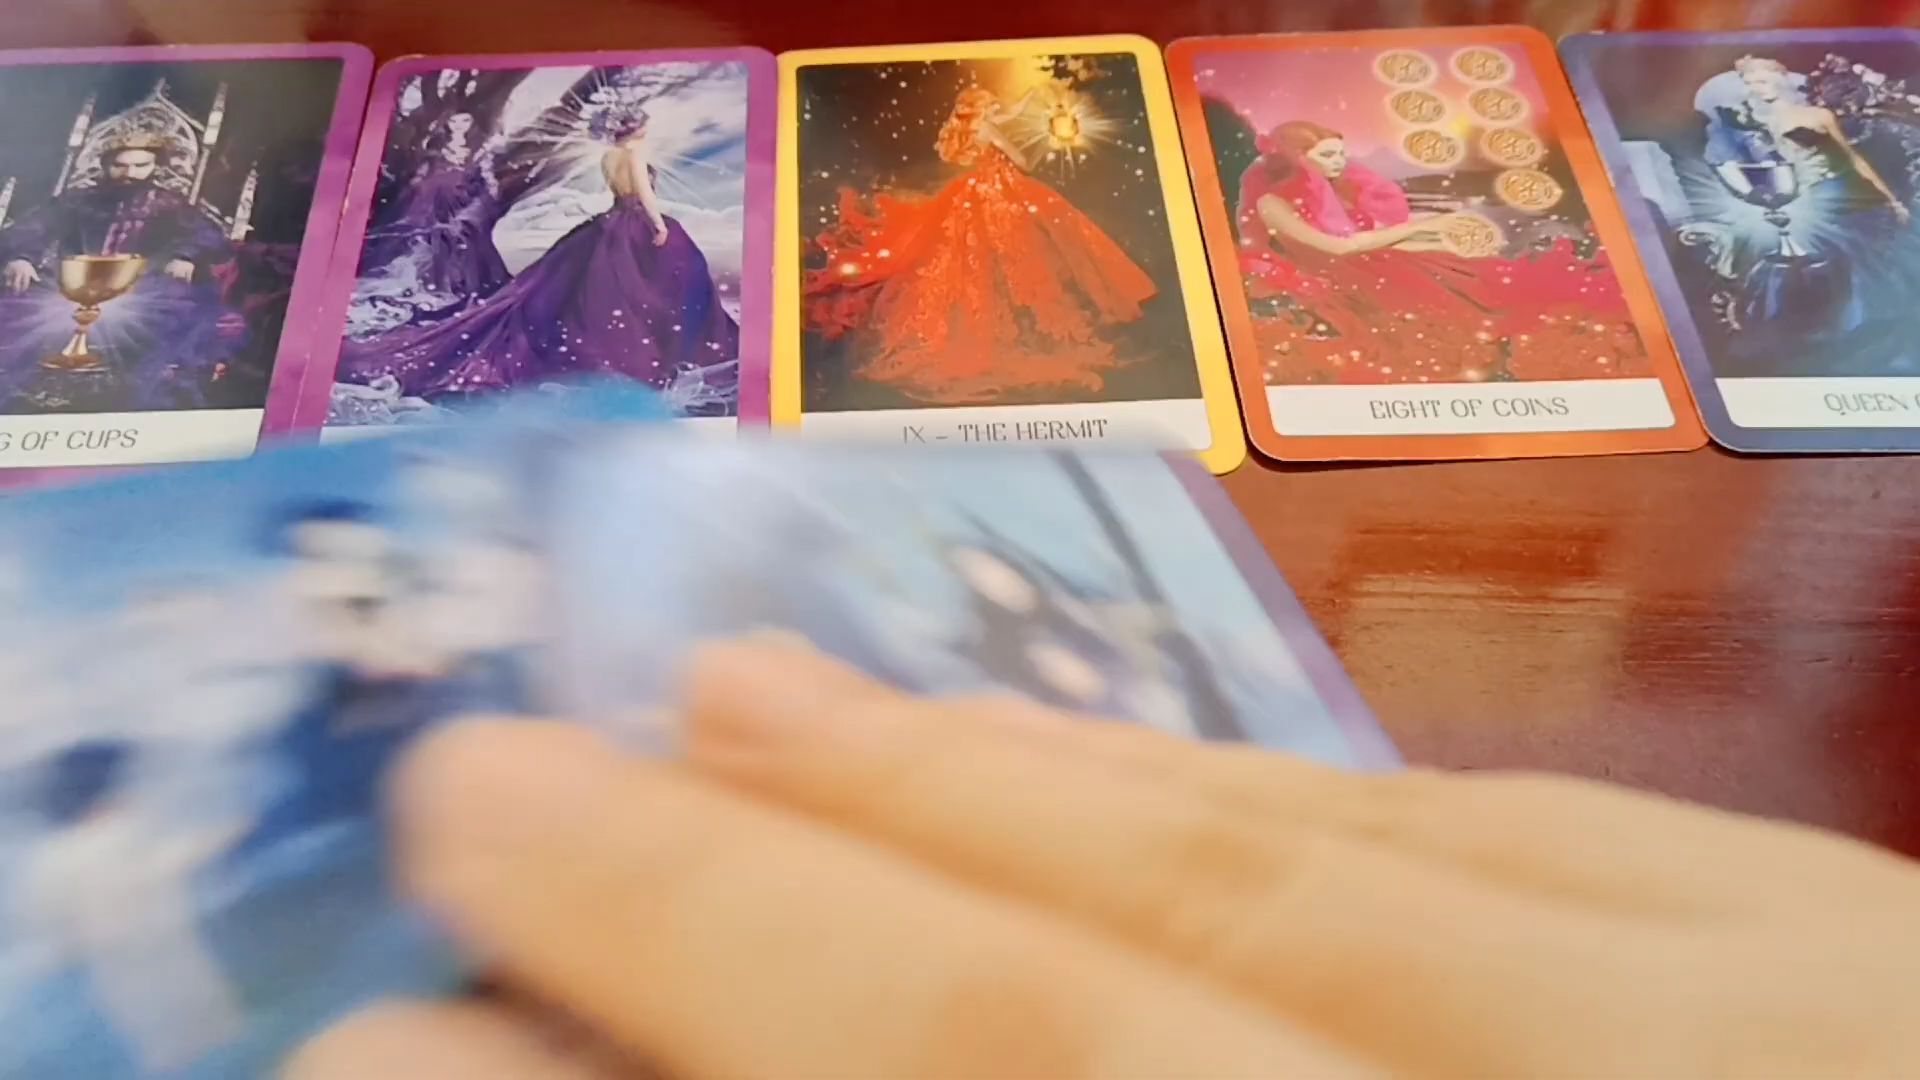 G OF CUPS
IX – THE HERMIT
EIGHT OF COINS
QUEEN